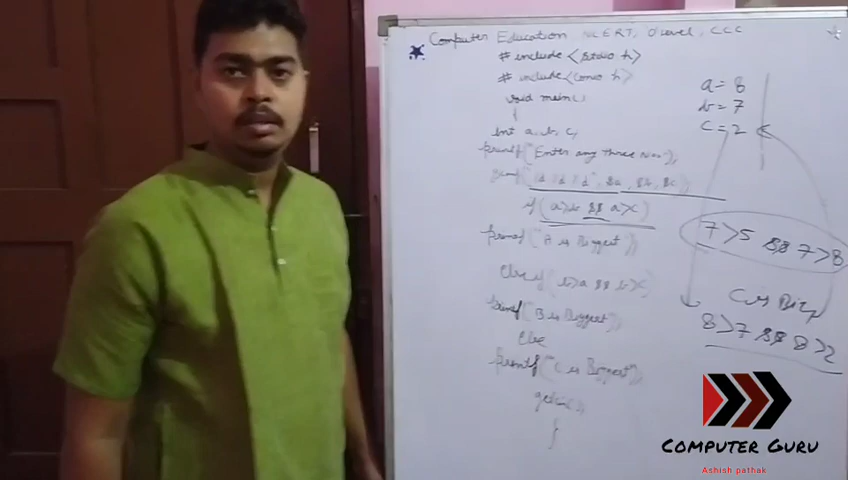 Computer Education NCERT, O level, CCC
# include <stdio h>
# include <conio h>
void main()
{
int a, b, c,
printf("Enter any three No");
scanf("%d %d %d", &a, &b, &c);
if (a>b && a>c)
printf("A is Biggest");
else if (b>a && b>c)
printf("B is Biggest");
else
printf("C is Biggest");
getch();
}
a = 8
b = 7
c = 2
7 > 5 && 7 > 8
C is Big
8 > 7 && 8 > 2
COMPUTER GURU
Ashish pathak